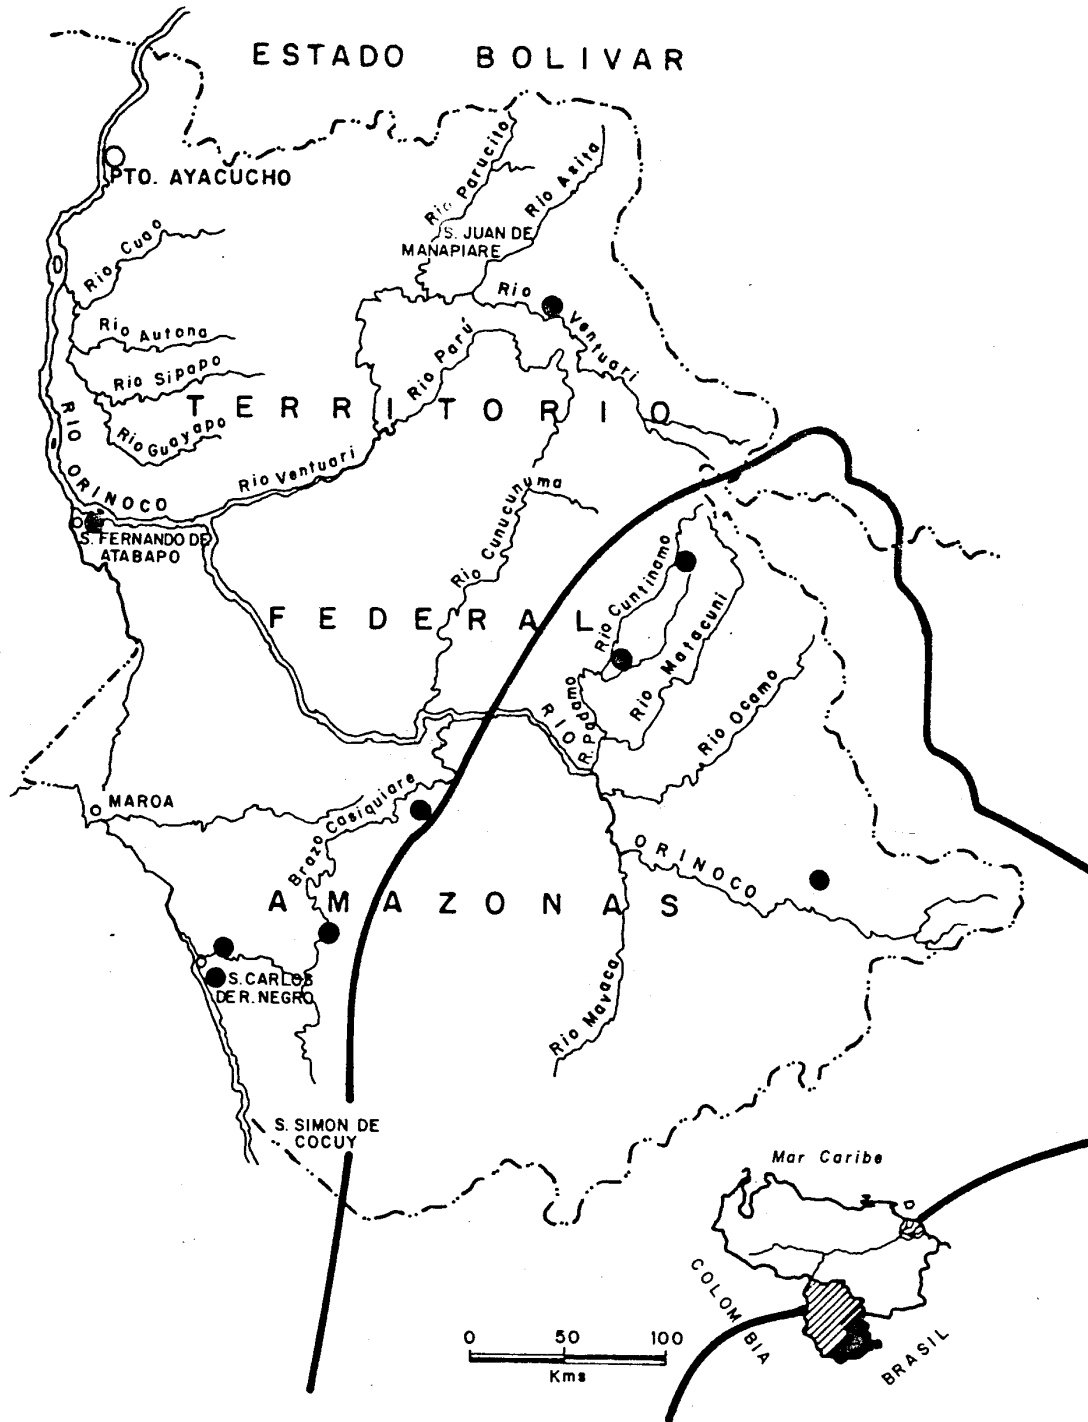 ESTADO BOLIVAR
PTO. AYACUCHO
Rio Parucito
Rio Asita
S. JUAN DE
MANAPIARE
Rio Cuao
Rio Ventuari
Rio Autana
Rio Parú
Rio Sipapo
TERRITORIO
Rio Guayapo
RIO ORINOCO
Rio Ventuari
Rio Cunucunuma
S. FERNANDO DE
ATABAPO
Rio Cuntinamo
FEDERAL
Rio Matacuni
Rio Ocamo
RIO
R. Padamo
MAROA
Brazo Casiquiare
ORINOCO
AMAZONAS
S. CARLOS
DE R. NEGRO
Rio Mavaca
S. SIMON DE
COCUY
Mar Caribe
COLOMBIA
BRASIL
0 50 100
Kms